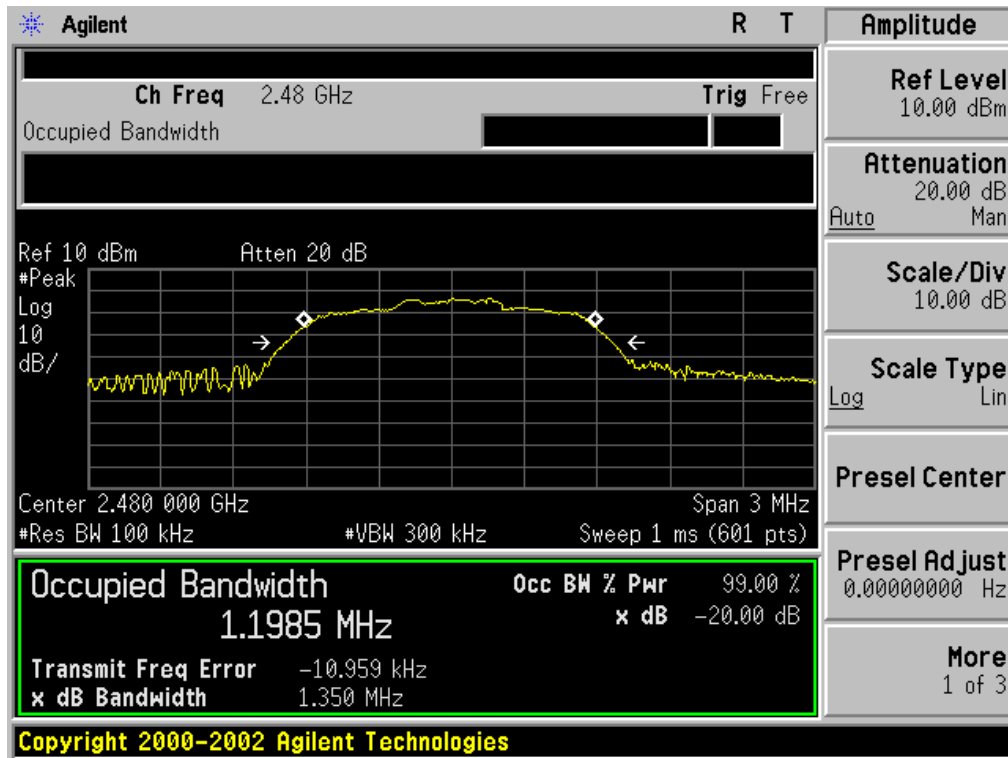 Agilent R T
Ch Freq 2.48 GHz Trig Free
Occupied Bandwidth
Ref 10 dBm Atten 20 dB
#Peak
Log
10
dB/
Center 2.480 000 GHz Span 3 MHz
#Res BW 100 kHz #VBW 300 kHz Sweep 1 ms (601 pts)
Occupied Bandwidth
1.1985 MHz
Occ BW % Pwr 99.00 %
x dB -20.00 dB
Transmit Freq Error -10.959 kHz
x dB Bandwidth 1.350 MHz
Copyright 2000-2002 Agilent Technologies
Amplitude
Ref Level
10.00 dBm
Attenuation
20.00 dB
Auto Man
Scale/Div
10.00 dB
Scale Type
Log Lin
Presel Center
Presel Adjust
0.00000000 Hz
More
1 of 3